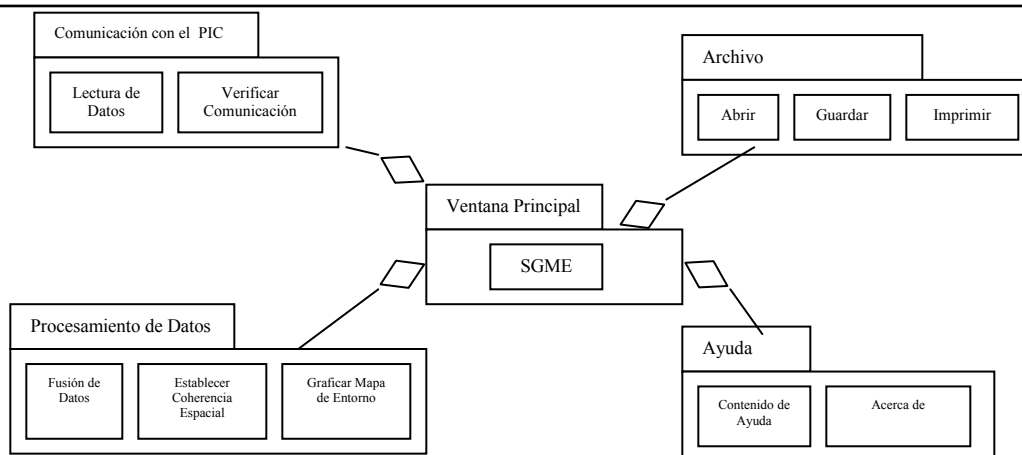 Comunicación con el PIC
Lectura de
Datos
Verificar
Comunicación
Archivo
Abrir
Guardar
Imprimir
Ventana Principal
SGME
Procesamiento de Datos
Fusión de
Datos
Establecer
Coherencia
Espacial
Graficar Mapa
de Entorno
Ayuda
Contenido de
Ayuda
Acerca de